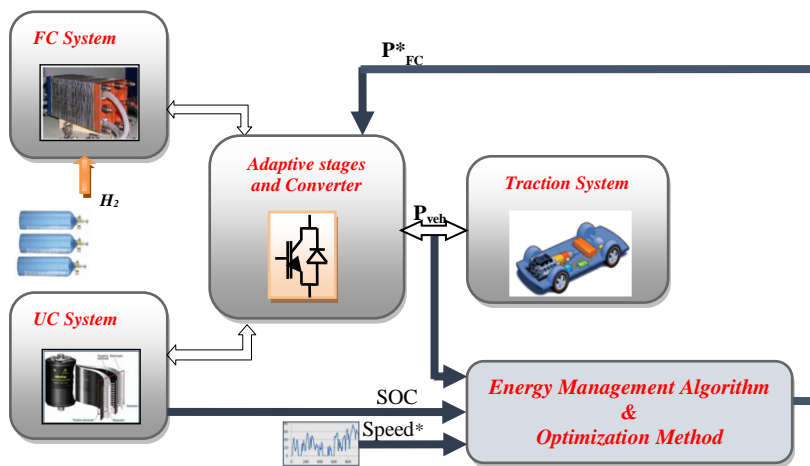 FC System
P*FC
Adaptive stages
and Converter
Traction System
H2
Pveh
UC System
SOC
Speed*
Energy Management Algorithm
&
Optimization Method